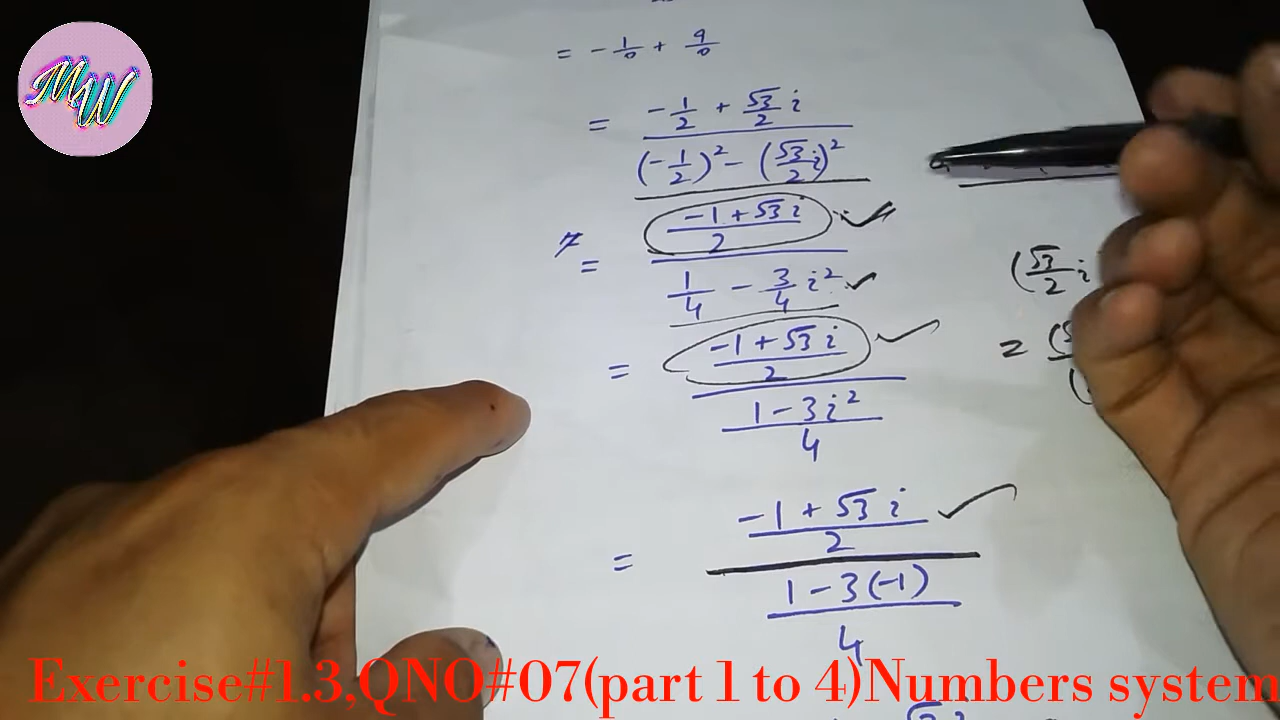 MW
= -1/0 + 9/0
= (-1/2 + √3/2 i) / ((-1/2)² - (√3/2 i)²)
= ((-1+√3 i)/2) / (1/4 - 3/4 i²)
(√3/2 i
= ((-1+√3 i)/2) / ((1-3i²)/4)
= (
= ((-1+√3 i)/2) / ((1-3(-1))/4)
Exercise#1.3,QNO#07(part 1 to 4)Numbers system